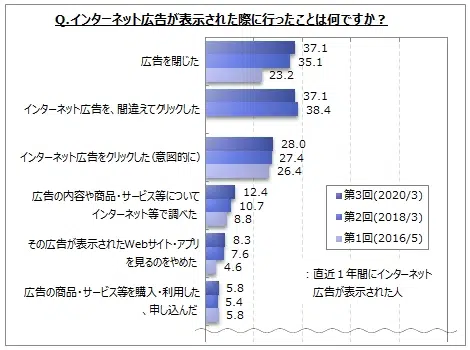 Q.インターネット広告が表示された際に行ったことは何ですか？
広告を閉じた
37.1
35.1
23.2
インターネット広告を、間違えてクリックした
37.1
38.4
インターネット広告をクリックした(意図的に)
28.0
27.4
26.4
広告の内容や商品・サービス等について
インターネット等で調べた
12.4
10.7
8.8
その広告が表示されたWebサイト・アプリ
を見るのをやめた
8.3
7.6
4.6
広告の商品・サービス等を購入・利用した
、申し込んだ
5.8
5.4
5.8
第3回(2020/3)
第2回(2018/3)
第1回(2016/5)
：直近１年間にインターネット
広告が表示された人